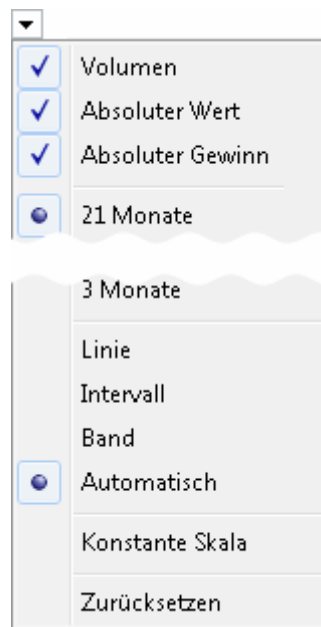 Volumen
Absoluter Wert
Absoluter Gewinn
21 Monate
3 Monate
Linie
Intervall
Band
Automatisch
Konstante Skala
Zurücksetzen